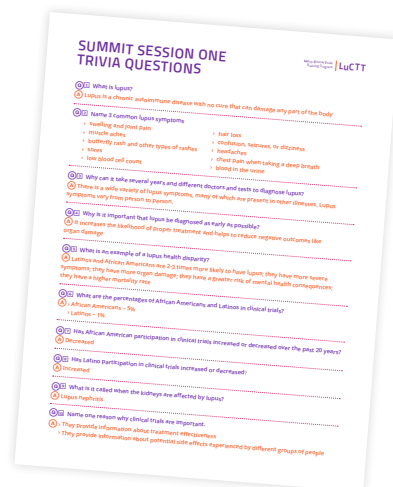 SUMMIT SESSION ONE
TRIVIA QUESTIONS
LuCTT
Q 1 What is lupus?
A Lupus is a chronic autoimmune disease with no cure that can damage any part of the body
Q 2 Name 3 common lupus symptoms
› swelling and joint pain
› muscle aches
› butterfly rash and other types of rashes
› sores
› low blood cell count
› hair loss
› confusion, seizures, or dizziness
› headaches
› chest pain when taking a deep breath
› blood in the urine
Q 3 Why can it take several years and different doctors and tests to diagnose lupus?
A There is a wide variety of lupus symptoms, many of which are present in other illnesses. Lupus
symptoms vary from person to person.
Q 4 Why is it important that lupus be diagnosed as early as possible?
A It increases the likelihood of proper treatment and helps to reduce negative outcomes like
organ damage
Q 5 What is an example of a lupus health disparity?
A Latinos and African Americans are 2-3 times more likely to have lupus; they have more severe
symptoms; they have more organ damage; they have a greater risk of mental health consequences;
they have a higher mortality rate
Q 6 What are the percentages of African Americans and Latinos in clinical trials?
A › African Americans – 5%
› Latinos – 1%
Q 7 Has African American participation in clinical trials increased or decreased over the past 20 years?
A Decreased
Q 8 Has Latino participation in clinical trials increased or decreased?
A Increased
Q 9 What is it called when the kidneys are affected by lupus?
A Lupus nephritis
Q 10 Name one reason why clinical trials are important.
A › They provide information about treatment effectiveness
› They provide information about potential side effects experienced by different groups of people